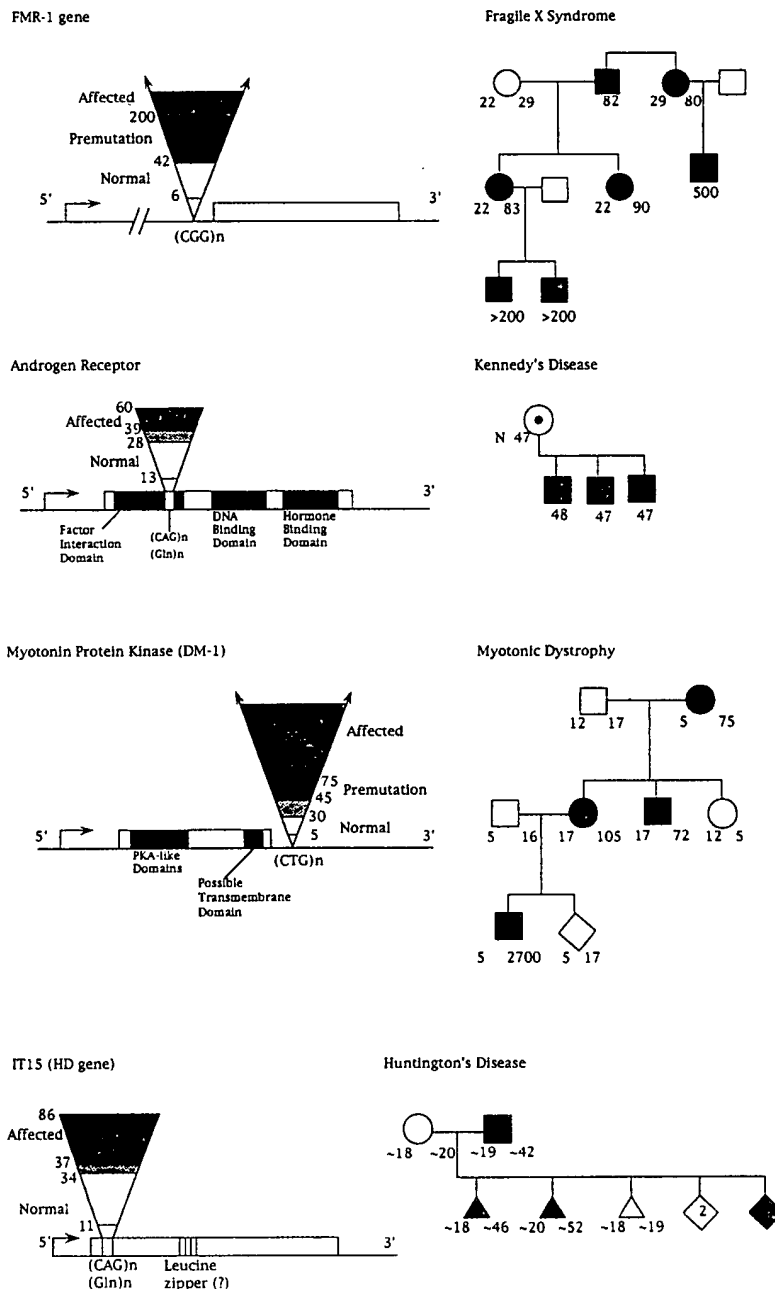 FMR-1 gene
Fragile X Syndrome
Affected
200
Premutation
42
Normal
6
5'
3'
(CGG)n
22 29
82
29 80
22 83
22 90
500
>200 >200
Androgen Receptor
Kennedy's Disease
60
Affected
39
28
Normal
13
5'
3'
Factor
Interaction
Domain
(CAG)n
(Gln)n
DNA
Binding
Domain
Hormone
Binding
Domain
N 47
48 47 47
Myotonin Protein Kinase (DM-1)
Myotonic Dystrophy
Affected
75
Premutation
45
30
Normal
5
5'
3'
PKA-like
Domains
(CTG)n
Possible
Transmembrane
Domain
12 17
5 75
5 16
17 105
17 72
12 5
5 2700
5 17
IT15 (HD gene)
Huntington's Disease
86
Affected
37
34
Normal
11
5'
3'
(CAG)n
(Gln)n
Leucine
zipper (?)
~18 ~20
~19 ~42
2
~18 ~46
~20 ~52
~18 ~19